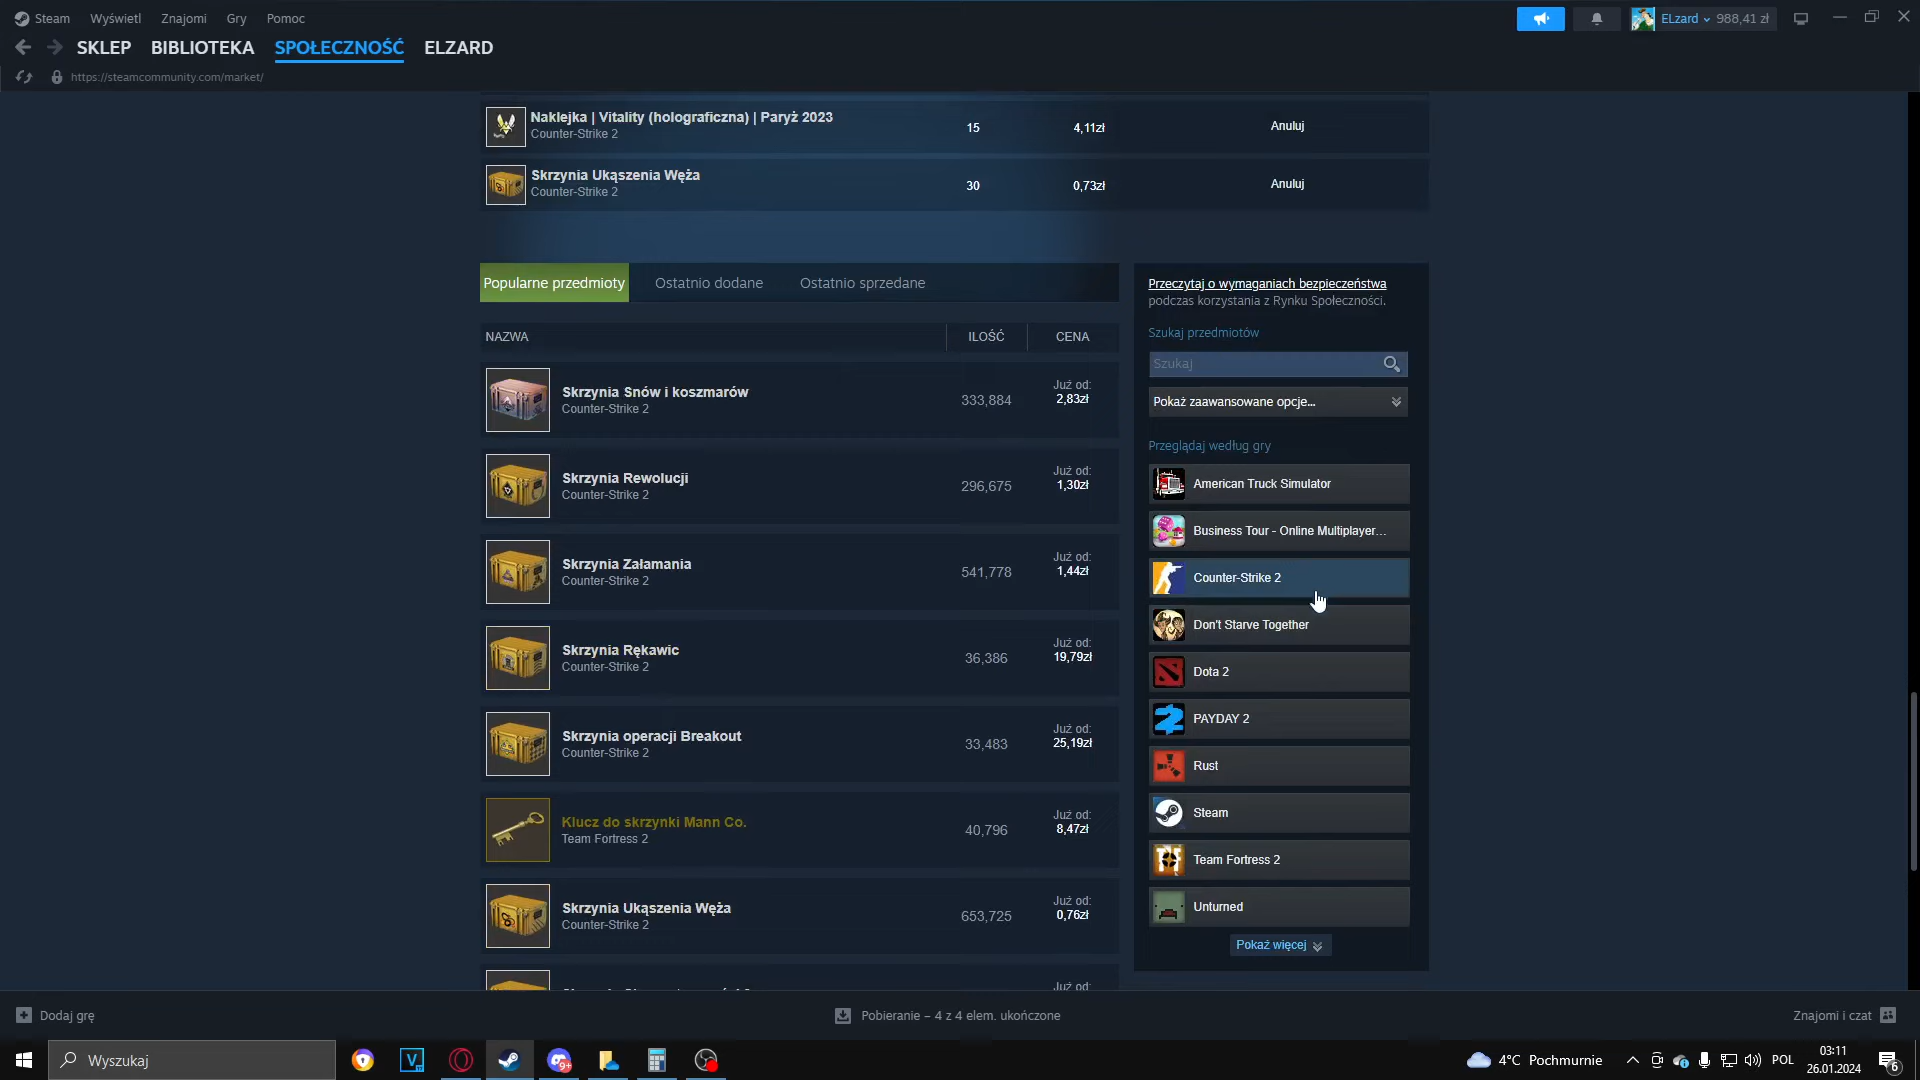 Steam Wyświetl Znajomi Gry Pomoc
ELzard 988,41 zł
SKLEP BIBLIOTEKA SPOŁECZNOŚĆ ELZARD
https://steamcommunity.com/market/
Naklejka | Vitality (holograficzna) | Paryż 2023
Counter-Strike 2
15 4,11zł Anuluj
Skrzynia Ukąszenia Węża
Counter-Strike 2
30 0,73zł Anuluj
Popularne przedmioty Ostatnio dodane Ostatnio sprzedane
NAZWA ILOŚĆ CENA
Skrzynia Snów i koszmarów
Counter-Strike 2
333,884
Już od:
2,83zł
Skrzynia Rewolucji
Counter-Strike 2
296,675
Już od:
1,30zł
Skrzynia Załamania
Counter-Strike 2
541,778
Już od:
1,44zł
Skrzynia Rękawic
Counter-Strike 2
36,386
Już od:
19,79zł
Skrzynia operacji Breakout
Counter-Strike 2
33,483
Już od:
25,19zł
Klucz do skrzynki Mann Co.
Team Fortress 2
40,796
Już od:
8,47zł
Skrzynia Ukąszenia Węża
Counter-Strike 2
653,725
Już od:
0,76zł
Już od:
Przeczytaj o wymaganiach bezpieczeństwa
podczas korzystania z Rynku Społeczności.
Szukaj przedmiotów
Szukaj
Pokaż zaawansowane opcje...
Przeglądaj według gry
American Truck Simulator
Business Tour - Online Multiplayer...
Counter-Strike 2
Don't Starve Together
Dota 2
PAYDAY 2
Rust
Steam
Team Fortress 2
Unturned
Pokaż więcej
Dodaj grę
Pobieranie – 4 z 4 elem. ukończone
Znajomi i czat
Wyszukaj
9+
4°C Pochmurnie
POL
03:11
26.01.2024
6